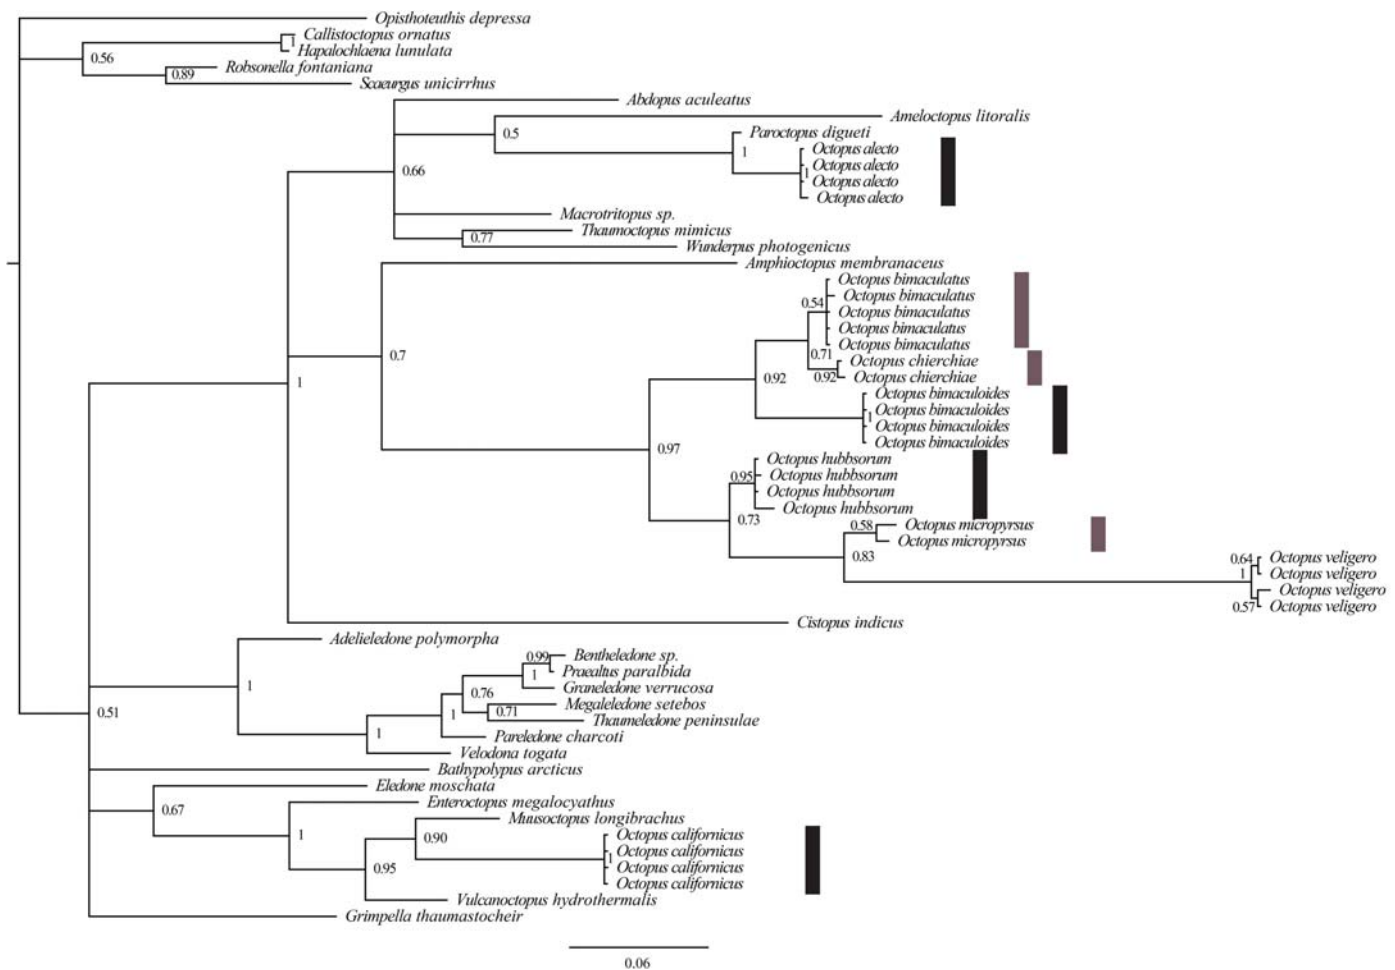 Opisthoteuthis depressa
Callistoctopus ornatus
1
Hapalochlaena lunulata
0.56
Robsonella fontaniana
0.89
Scaeurgus unicirrhus
Abdopus aculeatus
Ameloctopus litoralis
0.5
Paroctopus digueti
1
Octopus alecto
Octopus alecto
0.66
1
Octopus alecto
Octopus alecto
Macrotritopus sp.
Thaumoctopus mimicus
0.77
Wunderpus photogenicus
Amphioctopus membranaceus
Octopus bimaculatus
Octopus bimaculatus
0.54
Octopus bimaculatus
Octopus bimaculatus
Octopus bimaculatus
0.7
0.71
Octopus chierchiae
0.92
0.92
Octopus chierchiae
1
Octopus bimaculoides
Octopus bimaculoides
1
Octopus bimaculoides
Octopus bimaculoides
0.97
Octopus hubbsorum
0.95
Octopus hubbsorum
Octopus hubbsorum
Octopus hubbsorum
0.73
0.58
Octopus micropyrsus
Octopus micropyrsus
0.83
0.64
Octopus veligero
1
Octopus veligero
Octopus veligero
0.57
Octopus veligero
Cistopus indicus
Adelieledone polymorpha
0.99
Bentheledone sp.
1
Praealtus paralbida
1
Graneledone verrucosa
0.76
Megaleledone setebos
0.51
1
0.71
Thaumeledone peninsulae
1
Pareledone charcoti
Velodona togata
Bathypolypus arcticus
Eledone moschata
Enteroctopus megalocyathus
0.67
Muusoctopus longibrachus
1
0.90
Octopus californicus
Octopus californicus
1
0.95
Octopus californicus
Octopus californicus
Vulcanoctopus hydrothermalis
Grimpella thaumastocheir
0.06